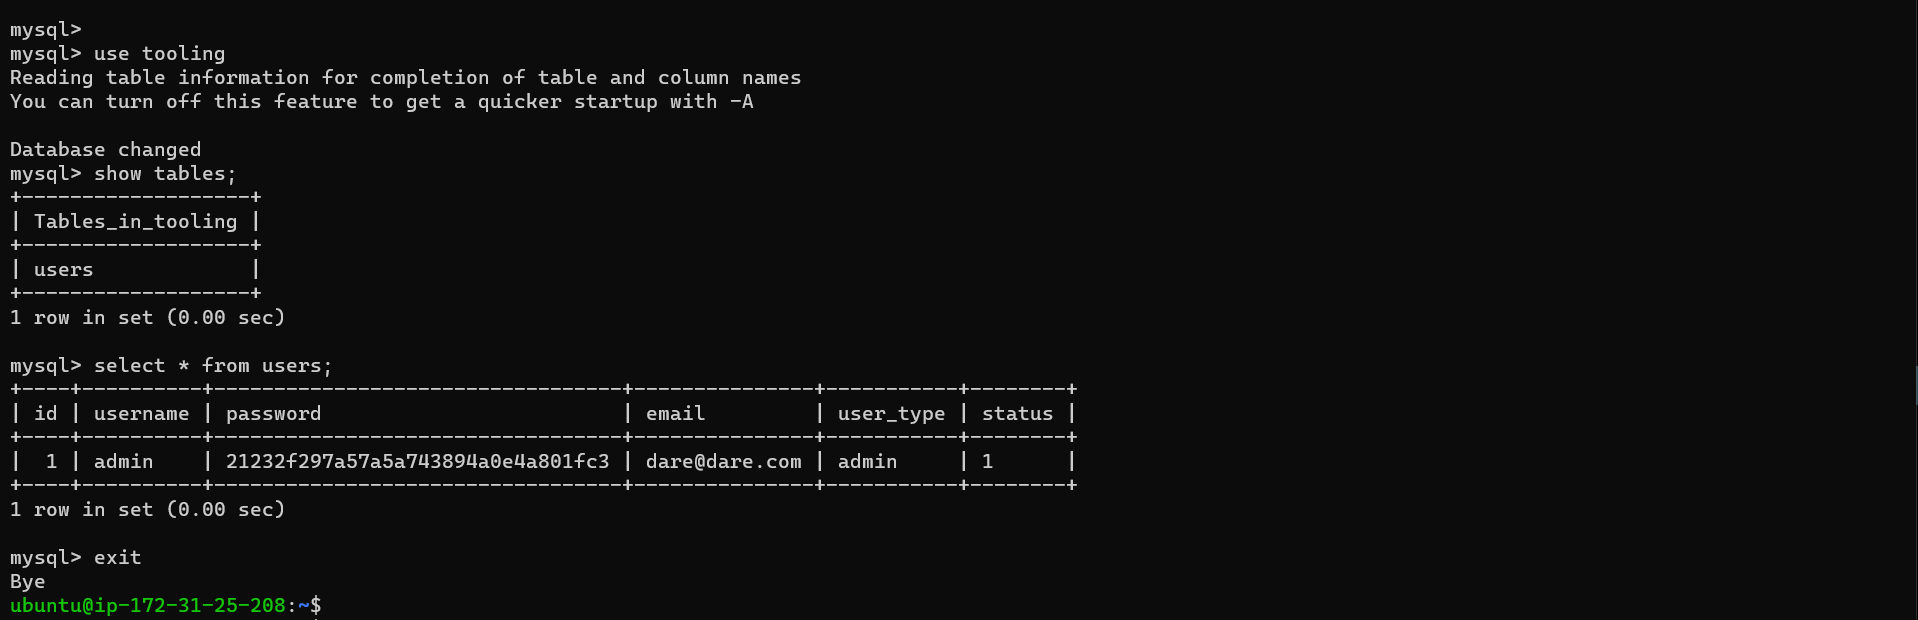 mysql>
mysql> use tooling
Reading table information for completion of table and column names
You can turn off this feature to get a quicker startup with -A

Database changed
mysql> show tables;
+-------------------+
| Tables_in_tooling |
+-------------------+
| users             |
+-------------------+
1 row in set (0.00 sec)

mysql> select * from users;
+----+----------+----------------------------------+---------------+-----------+--------+
| id | username | password                         | email         | user_type | status |
+----+----------+----------------------------------+---------------+-----------+--------+
|  1 | admin    | 21232f297a57a5a743894a0e4a801fc3 | dare@dare.com | admin     | 1      |
+----+----------+----------------------------------+---------------+-----------+--------+
1 row in set (0.00 sec)

mysql> exit
Bye
ubuntu@ip-172-31-25-208:~$